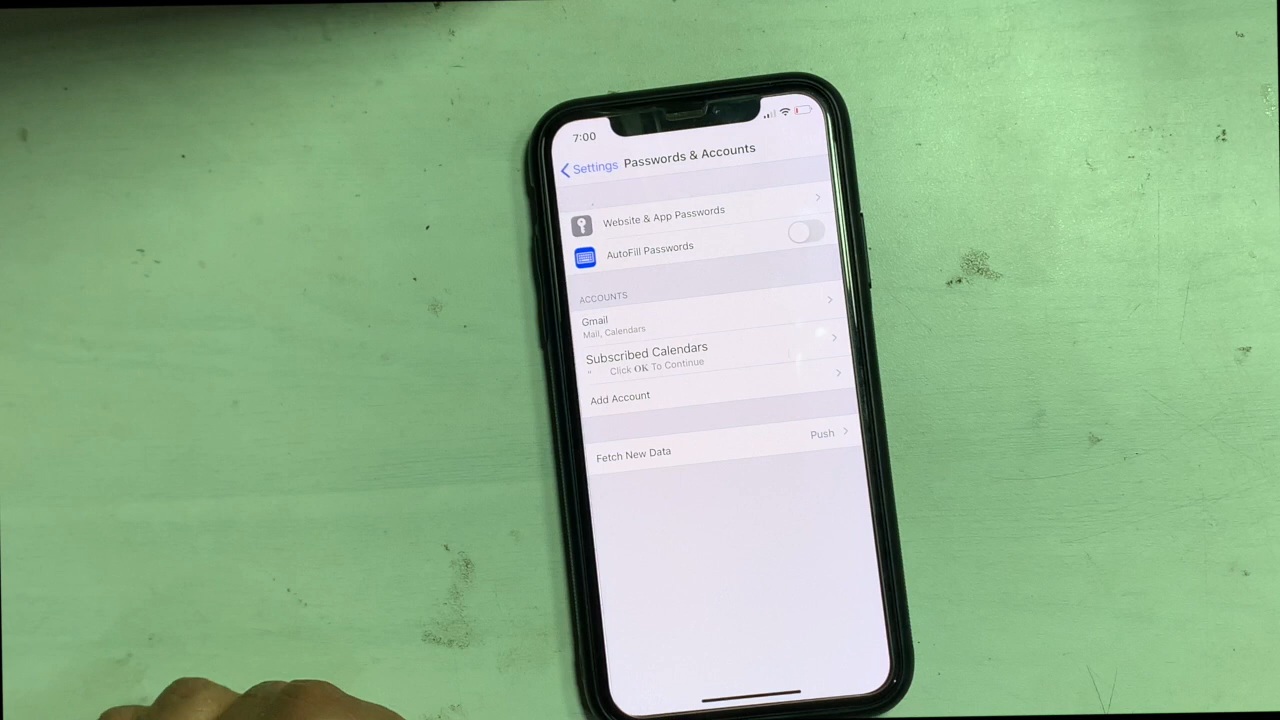 7:00
Settings Passwords & Accounts
Website & App Passwords
AutoFill Passwords
ACCOUNTS
Gmail
Mail, Calendars
Subscribed Calendars
" Click OK To Continue
Add Account
Fetch New Data Push